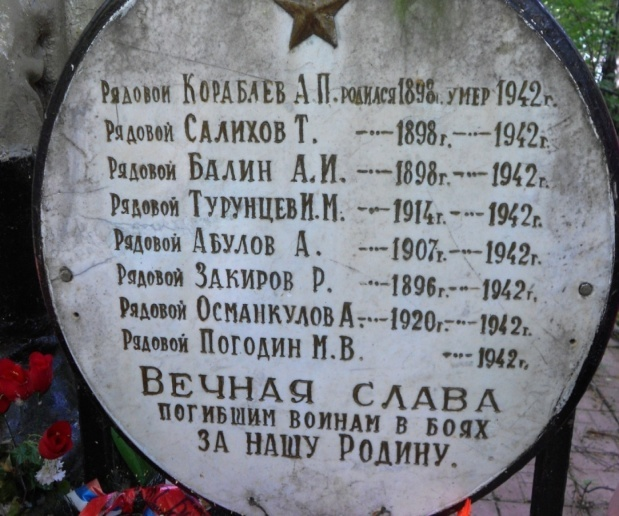 Рядовой Кораблев А.П. родился 1898г. умер 1942г.
Рядовой Салихов Т. —··— 1898г. —··— 1942г.
Рядовой Балин А.И. —··— 1898г. —··— 1942г.
Рядовой Турунцев И.М. —··— 1914г. —··— 1942г.
Рядовой Абулов А. —··— 1907г. —··— 1942г.
Рядовой Закиров Р. —··— 1896г. —··— 1942г.
Рядовой Османкулов А. —··— 1920г. —··— 1942г.
Рядовой Погодин М.В. —··— 1942г.
Вечная слава
погибшим воинам в боях
за нашу Родину.